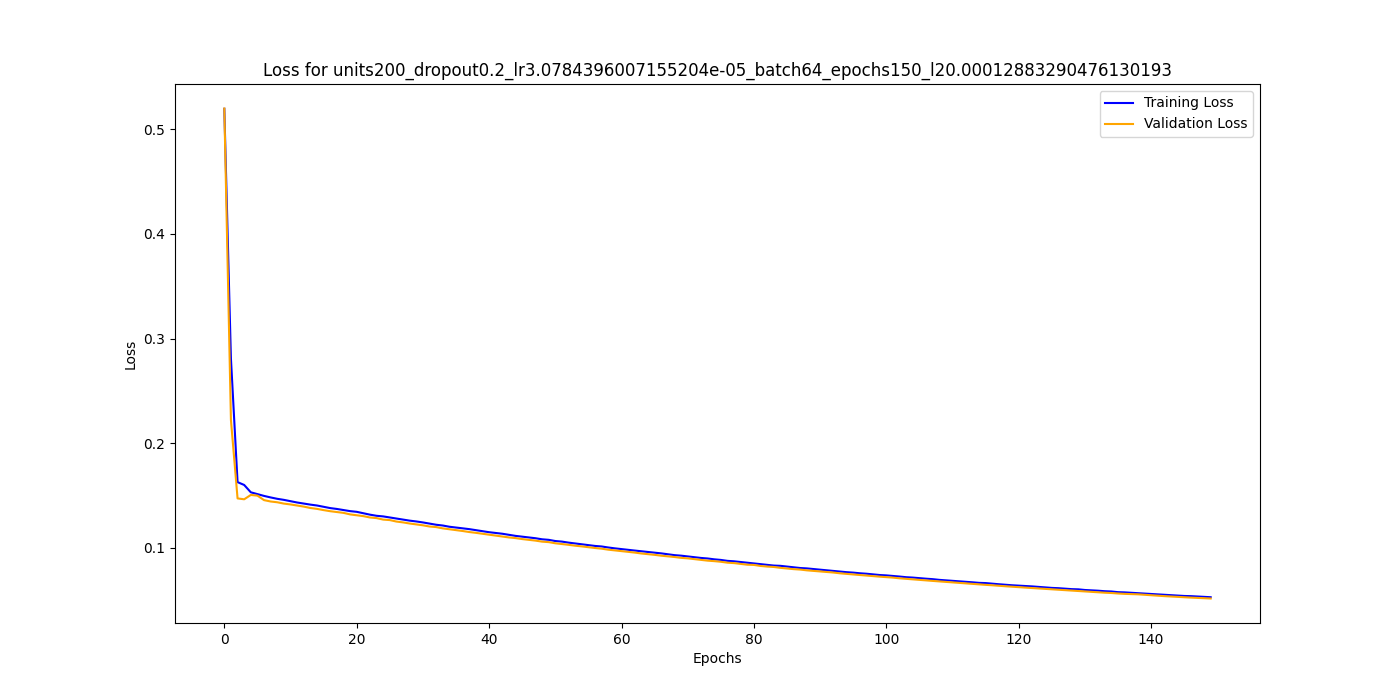 Loss for units200_dropout0.2_lr3.0784396007155204e-05_batch64_epochs150_l20.00012883290476130193
Training Loss
Validation Loss
0.5
0.4
0.3
0.2
0.1
Loss
0 20 40 60 80 100 120 140
Epochs